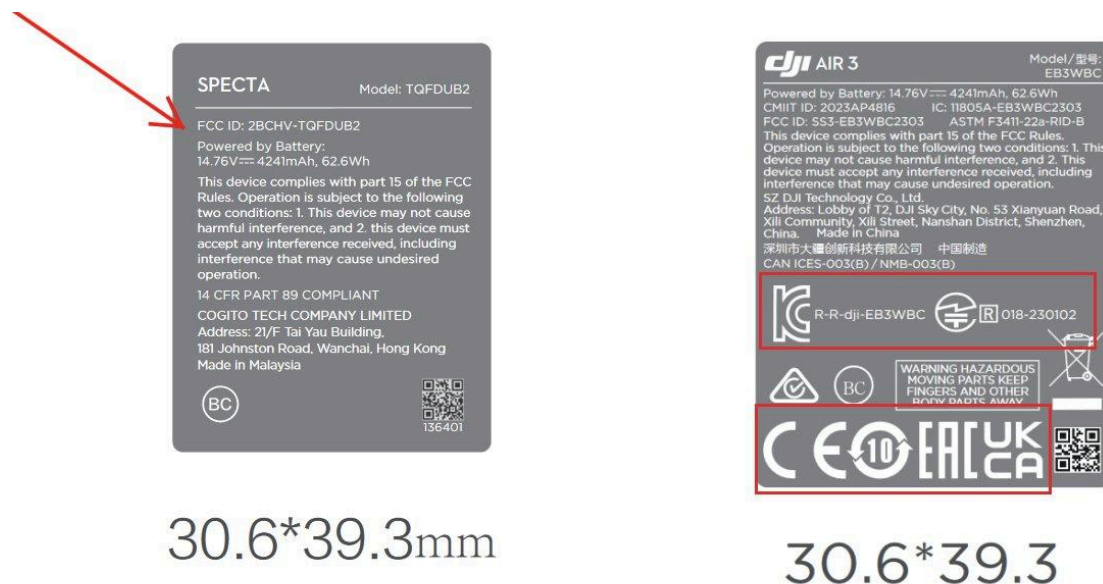 SPECTA
Model: TQFDUB2
FCC ID: 2BCHV-TQFDUB2
Powered by Battery:
14.76V⎓ 4241mAh, 62.6Wh
This device complies with part 15 of the FCC
Rules. Operation is subject to the following
two conditions: 1. This device may not cause
harmful interference, and 2. this device must
accept any interference received, including
interference that may cause undesired
operation.
14 CFR PART 89 COMPLIANT
COGITO TECH COMPANY LIMITED
Address: 21/F Tai Yau Building,
181 Johnston Road, Wanchai, Hong Kong
Made in Malaysia
BC
136401
30.6*39.3mm
dji AIR 3
Model/型号:
EB3WBC
Powered by Battery: 14.76V⎓ 4241mAh, 62.6Wh
CMIIT ID: 2023AP4816 IC: 11805A-EB3WBC2303
FCC ID: SS3-EB3WBC2303 ASTM F3411-22a-RID-B
This device complies with part 15 of the FCC Rules.
Operation is subject to the following two conditions: 1. This
device may not cause harmful interference, and 2. This
device must accept any interference received, including
interference that may cause undesired operation.
SZ DJI Technology Co., Ltd.
Address: Lobby of T2, DJI Sky City, No. 53 Xianyuan Road,
Xili Community, Xili Street, Nanshan District, Shenzhen,
China. Made in China
深圳市大疆创新科技有限公司 中国制造
CAN ICES-003(B) / NMB-003(B)
R-R-dji-EB3WBC R 018-230102
BC
WARNING HAZARDOUS
MOVING PARTS KEEP
FINGERS AND OTHER
BODY PARTS AWAY
CE 10 EAC UKCA
30.6*39.3